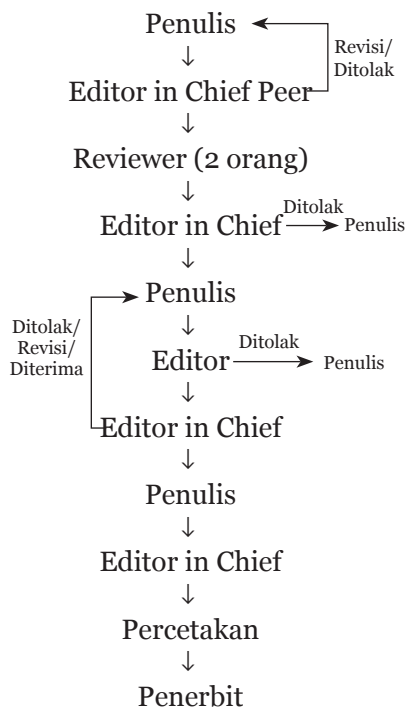 Penulis
Revisi/
Ditolak
↓
Editor in Chief Peer
↓
Reviewer (2 orang)
↓
Editor in Chief
Ditolak
Penulis
↓
Penulis
Ditolak/
Revisi/
Diterima
↓
Editor
Ditolak
Penulis
↓
Editor in Chief
↓
Penulis
↓
Editor in Chief
↓
Percetakan
↓
Penerbit